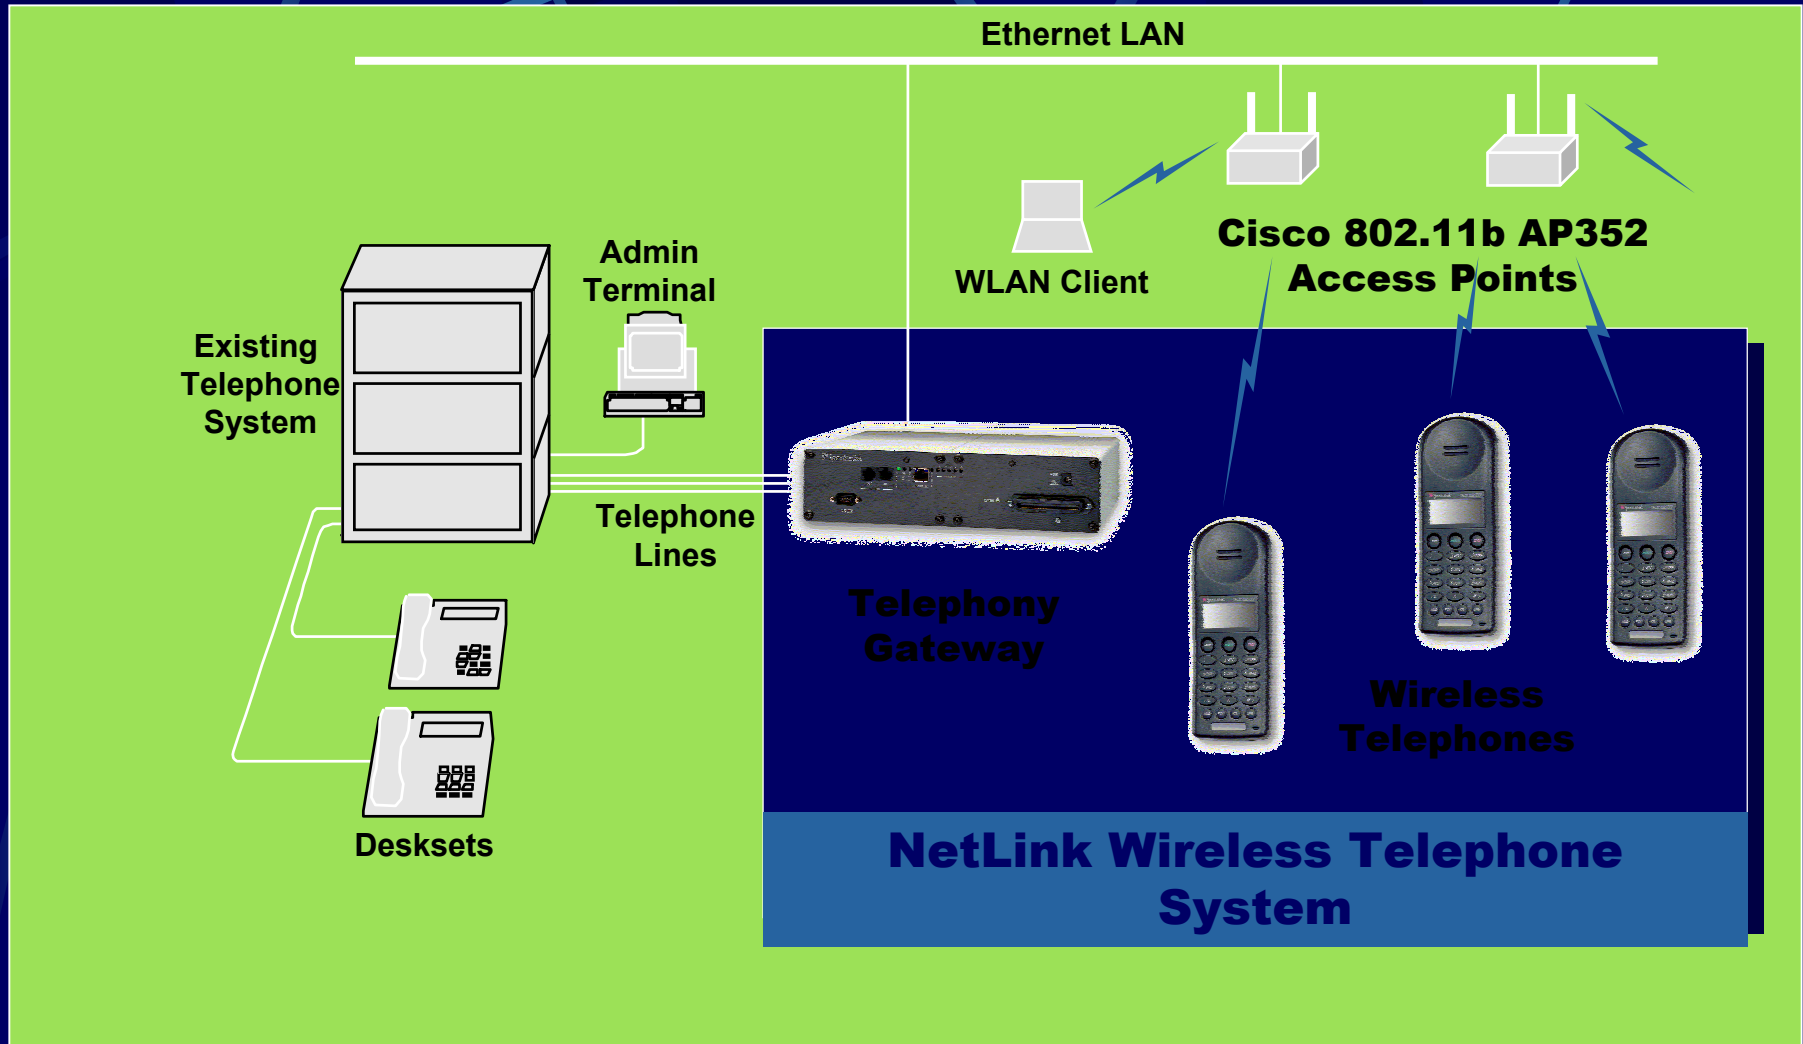 Ethernet LAN
Cisco 802.11b AP352
Access Points
WLAN Client
Admin
Terminal
Existing
Telephone
System
Telephone
Lines
Telephony
Gateway
Wireless
Telephones
Desksets
NetLink Wireless Telephone
System